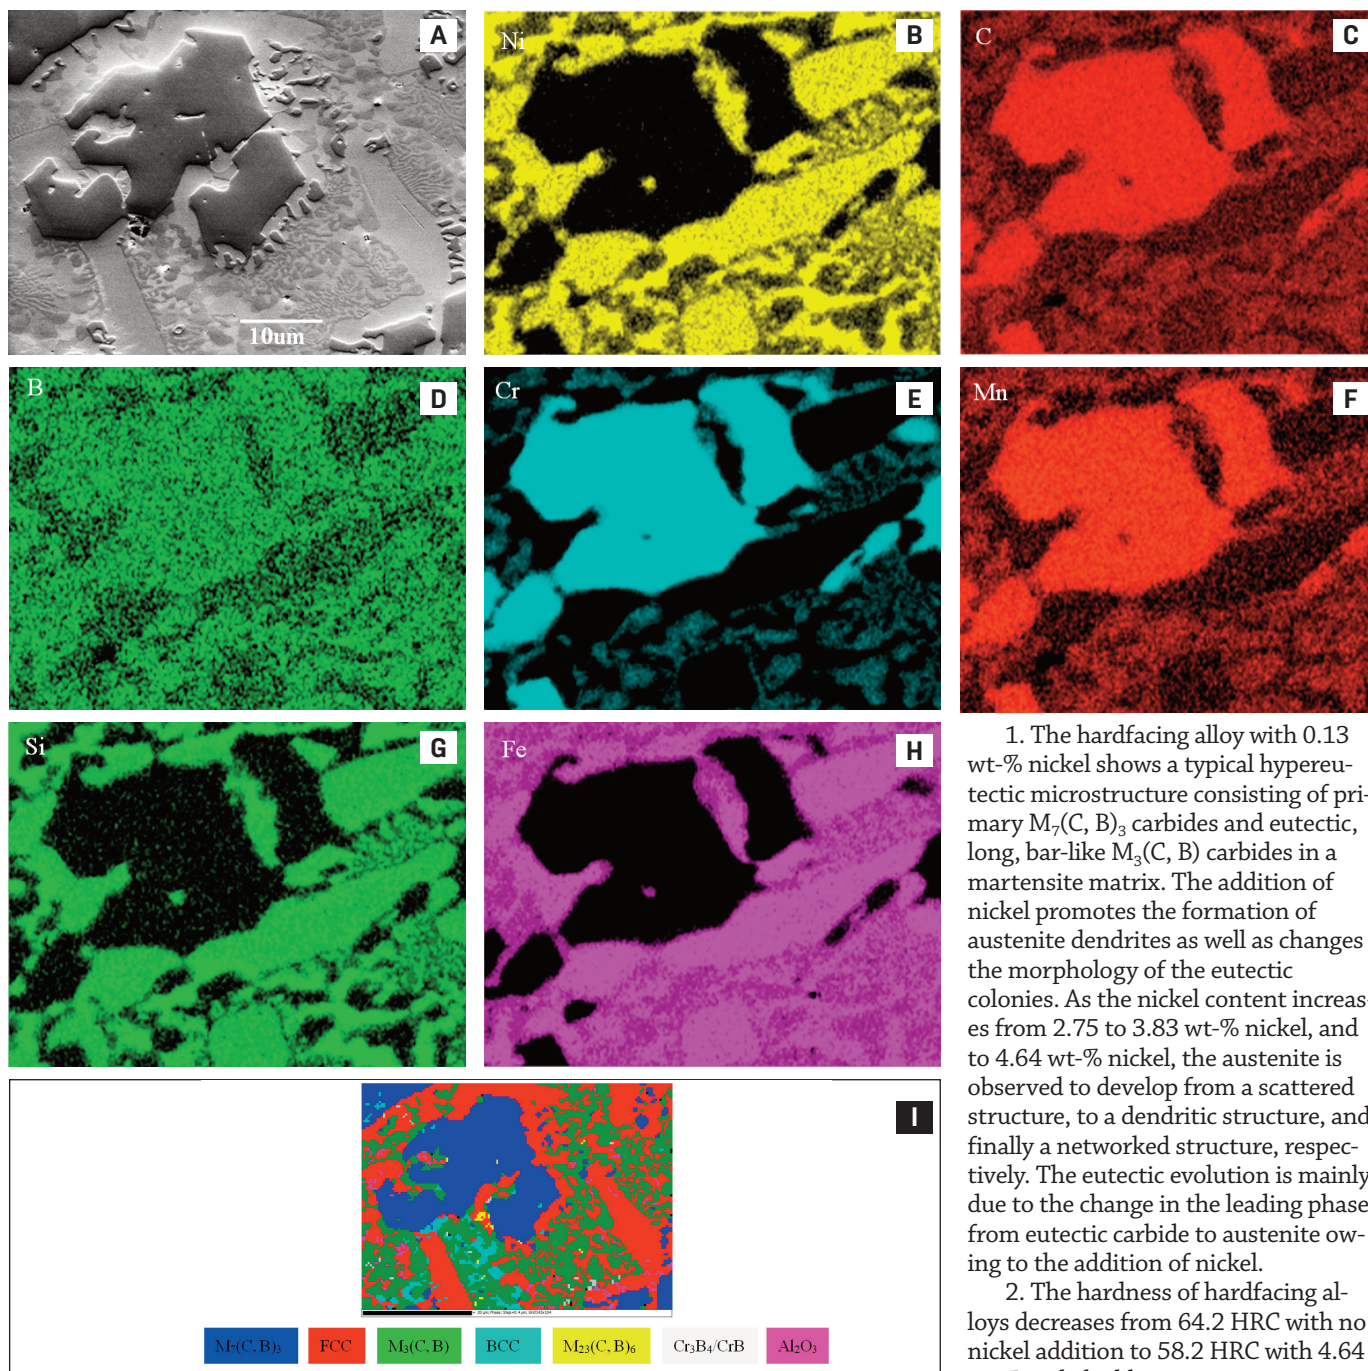 A
10um
Ni
B
C
C
B
D
Cr
E
Mn
F
Si
G
Fe
H
I
M₇(C, B)₃
FCC
M₃(C, B)
BCC
M₂₃(C, B)₆
Cr₃B₄/CrB
Al₂O₃
1. The hardfacing alloy with 0.13
wt-% nickel shows a typical hypereu-
tectic microstructure consisting of pri-
mary M₇(C, B)₃ carbides and eutectic,
long, bar-like M₃(C, B) carbides in a
martensite matrix. The addition of
nickel promotes the formation of
austenite dendrites as well as changes
the morphology of the eutectic
colonies. As the nickel content increas-
es from 2.75 to 3.83 wt-% nickel, and
to 4.64 wt-% nickel, the austenite is
observed to develop from a scattered
structure, to a dendritic structure, and
finally a networked structure, respec-
tively. The eutectic evolution is mainly
due to the change in the leading phase
from eutectic carbide to austenite ow-
ing to the addition of nickel.
2. The hardness of hardfacing al-
loys decreases from 64.2 HRC with no
nickel addition to 58.2 HRC with 4.64